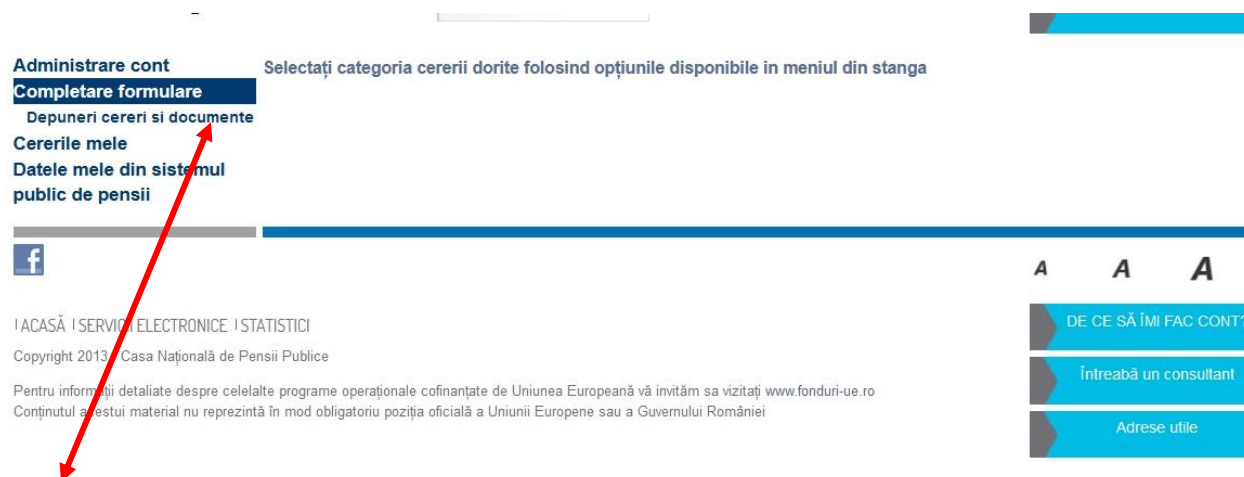 Administrare cont
Selectați categoria cererii dorite folosind opțiunile disponibile in meniul din stanga
Completare formulare
Depuneri cereri si documente
Cererile mele
Datele mele din sistemul
public de pensii
f
A A A
| ACASĂ | SERVICII ELECTRONICE | STATISTICI
DE CE SĂ ÎMI FAC CONT?
Copyright 2013 - Casa Națională de Pensii Publice
Întreabă un consultant
Pentru informații detaliate despre celelalte programe operaționale cofinanțate de Uniunea Europeană vă invităm sa vizitați www.fonduri-ue.ro
Conținutul acestui material nu reprezintă în mod obligatoriu poziția oficială a Uniunii Europene sau a Guvernului României
Adrese utile